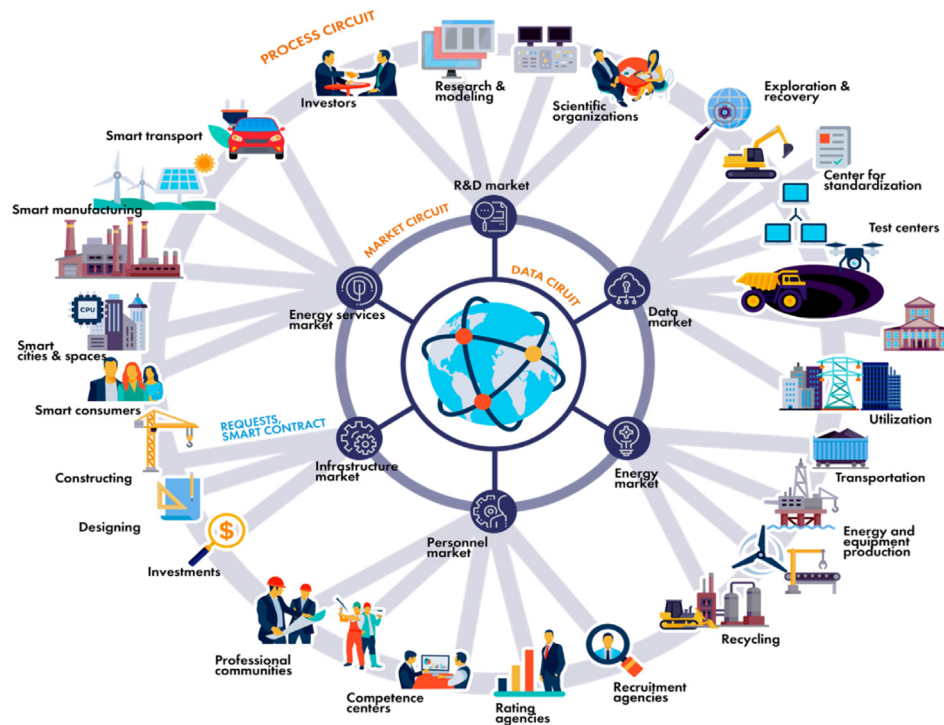 PROCESS CIRCUIT
Investors
Research &
modeling
Scientific
organizations
Exploration &
recovery
Smart transport
Center for
standardization
R&D market
Smart manufacturing
MARKET CIRCUIT
Test centers
DATA CIRUIT
CPU
Energy services
market
Data
market
Smart
cities & spaces
Smart consumers
Utilization
REQUESTS,
SMART CONTRACT
Constructing
Infrastructure
market
Energy
market
Transportation
Designing
Personnel
market
Energy and
equipment
production
$
Investments
Recycling
Professional
communities
Competence
centers
Rating
agencies
Recruitment
agencies